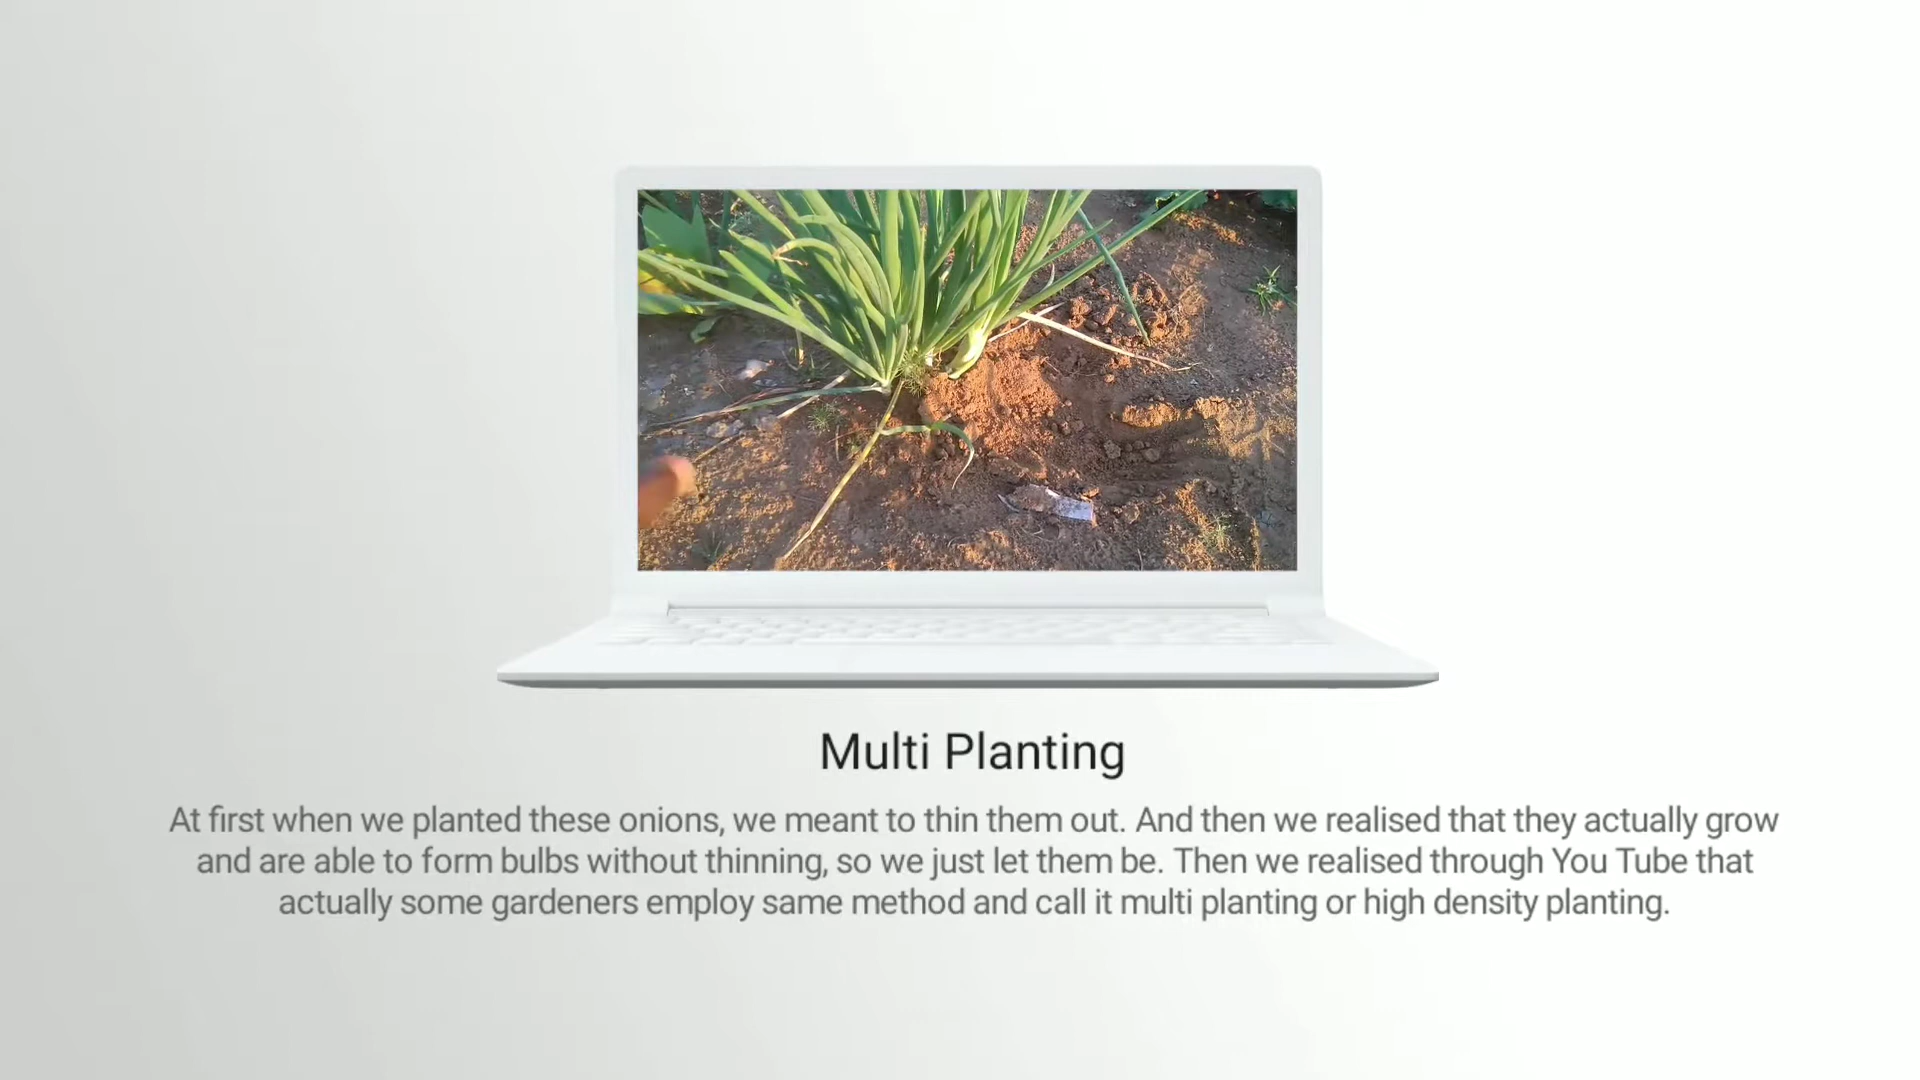 Multi Planting
At first when we planted these onions, we meant to thin them out. And then we realised that they actually grow
and are able to form bulbs without thinning, so we just let them be. Then we realised through You Tube that
actually some gardeners employ same method and call it multi planting or high density planting.